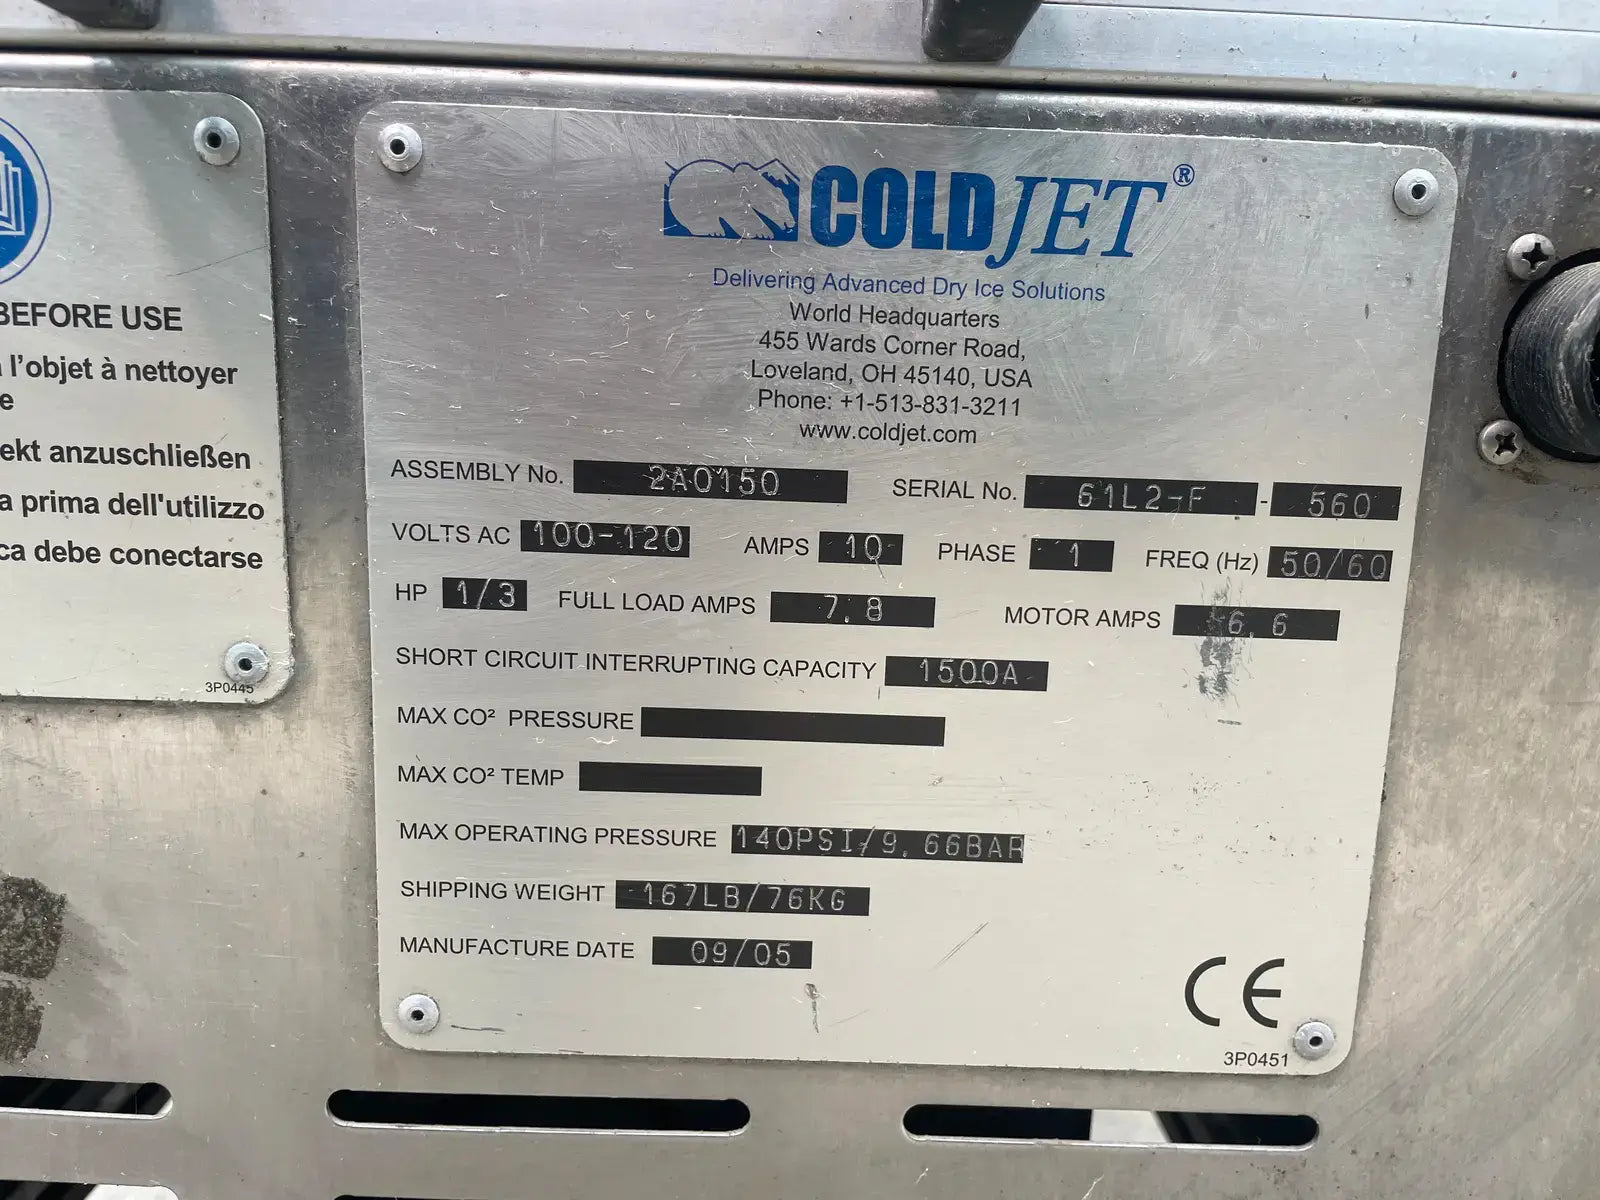 BEFORE USE
l'objet à nettoyer
e
ekt anzuschließen
a prima dell'utilizzo
ca debe conectarse
3P0445
COLDJET®
Delivering Advanced Dry Ice Solutions
World Headquarters
455 Wards Corner Road,
Loveland, OH 45140, USA
Phone: +1-513-831-3211
www.coldjet.com
ASSEMBLY No. 2A0150 SERIAL No. 61L2-F - 560
VOLTS AC 100-120 AMPS 10 PHASE 1 FREQ (Hz) 50/60
HP 1/3 FULL LOAD AMPS 7.8 MOTOR AMPS 6.6
SHORT CIRCUIT INTERRUPTING CAPACITY 1500A
MAX CO² PRESSURE
MAX CO² TEMP
MAX OPERATING PRESSURE 140PSI/9.66BAR
SHIPPING WEIGHT 167LB/76KG
MANUFACTURE DATE 09/05
CE
3P0451